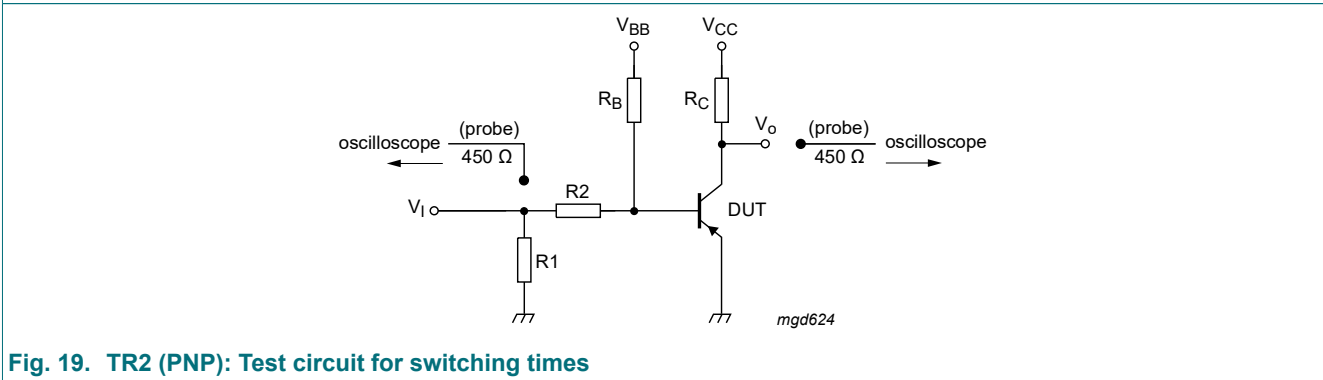 VBB
VCC
RB
RC
Vo
(probe)
450 Ω
oscilloscope
(probe)
450 Ω
oscilloscope
R2
VI
DUT
R1
mgd624
Fig. 19. TR2 (PNP): Test circuit for switching times